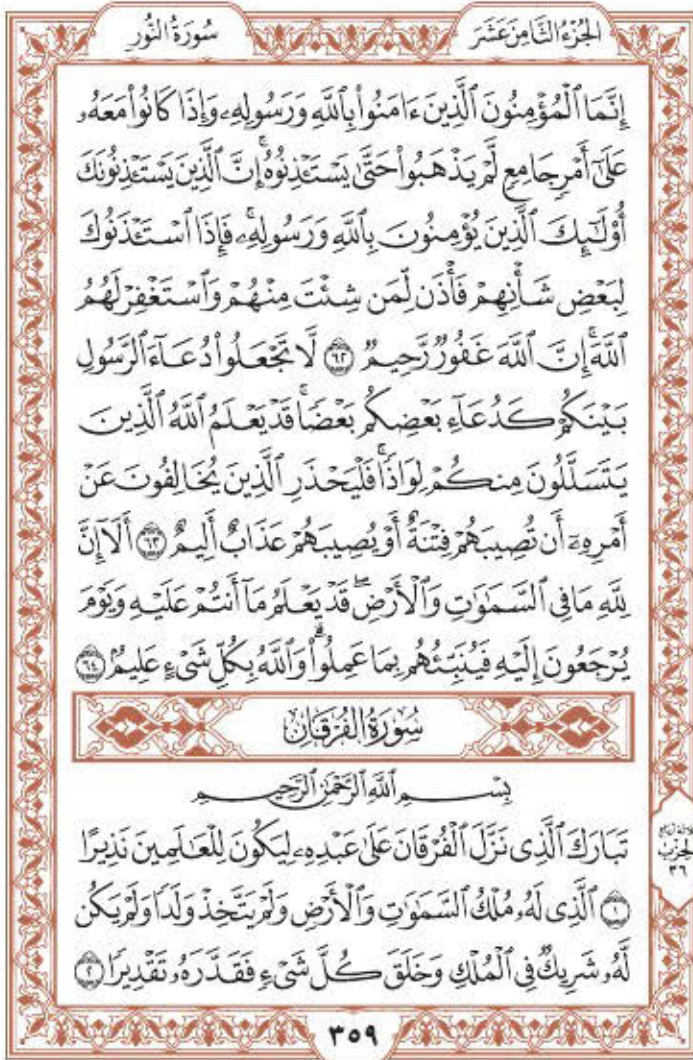 الجُزْءُ الثَّامِنَ عَشَرَ
سُورَةُ النُّورِ
إِنَّمَا ٱلْمُؤْمِنُونَ ٱلَّذِينَ ءَامَنُوا۟ بِٱللَّهِ وَرَسُولِهِۦ وَإِذَا كَانُوا۟ مَعَهُۥ
عَلَىٰٓ أَمْرٍ جَامِعٍ لَّمْ يَذْهَبُوا۟ حَتَّىٰ يَسْتَـْٔذِنُوهُ ۚ إِنَّ ٱلَّذِينَ يَسْتَـْٔذِنُونَكَ
أُو۟لَـٰٓئِكَ ٱلَّذِينَ يُؤْمِنُونَ بِٱللَّهِ وَرَسُولِهِۦ ۚ فَإِذَا ٱسْتَـْٔذَنُوكَ
لِبَعْضِ شَأْنِهِمْ فَأْذَن لِّمَن شِئْتَ مِنْهُمْ وَٱسْتَغْفِرْ لَهُمُ
ٱللَّهَ ۚ إِنَّ ٱللَّهَ غَفُورٌ رَّحِيمٌ ٦٢ لَّا تَجْعَلُوا۟ دُعَآءَ ٱلرَّسُولِ
بَيْنَكُمْ كَدُعَآءِ بَعْضِكُم بَعْضًا ۚ قَدْ يَعْلَمُ ٱللَّهُ ٱلَّذِينَ
يَتَسَلَّلُونَ مِنكُمْ لِوَاذًا ۚ فَلْيَحْذَرِ ٱلَّذِينَ يُخَالِفُونَ عَنْ
أَمْرِهِۦٓ أَن تُصِيبَهُمْ فِتْنَةٌ أَوْ يُصِيبَهُمْ عَذَابٌ أَلِيمٌ ٦٣ أَلَآ إِنَّ
لِلَّهِ مَا فِى ٱلسَّمَـٰوَٰتِ وَٱلْأَرْضِ ۖ قَدْ يَعْلَمُ مَآ أَنتُمْ عَلَيْهِ وَيَوْمَ
يُرْجَعُونَ إِلَيْهِ فَيُنَبِّئُهُم بِمَا عَمِلُوا۟ ۗ وَٱللَّهُ بِكُلِّ شَىْءٍ عَلِيمٌۢ ٦٤
سُورَةُ الفُرْقَانِ
بِسْمِ ٱللَّهِ ٱلرَّحْمَـٰنِ ٱلرَّحِيمِ
تَبَارَكَ ٱلَّذِى نَزَّلَ ٱلْفُرْقَانَ عَلَىٰ عَبْدِهِۦ لِيَكُونَ لِلْعَـٰلَمِينَ نَذِيرًا
١ ٱلَّذِى لَهُۥ مُلْكُ ٱلسَّمَـٰوَٰتِ وَٱلْأَرْضِ وَلَمْ يَتَّخِذْ وَلَدًا وَلَمْ يَكُن
لَّهُۥ شَرِيكٌ فِى ٱلْمُلْكِ وَخَلَقَ كُلَّ شَىْءٍ فَقَدَّرَهُۥ تَقْدِيرًا ٢
الحِزْب
٣٦
٣٥٩